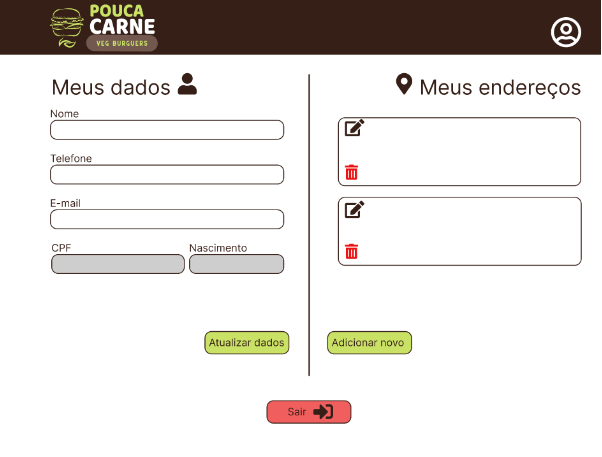 POUCA
CARNE
VEG BURGUERS
Meus dados
Nome
Telefone
E-mail
CPF
Nascimento
Atualizar dados
Meus endereços
Adicionar novo
Sair